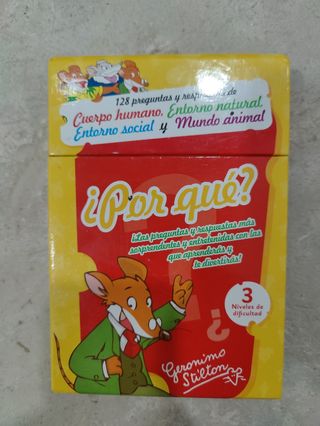 128 preguntas y respuestas de
Cuerpo humano, Entorno natural,
Entorno social y Mundo animal
¿Por qué?
¡Las preguntas y respuestas más
sorprendentes y entretenidas con las
que aprenderás y
te divertirás!
3
Niveles de
dificultad
?
Geronimo
Stilton